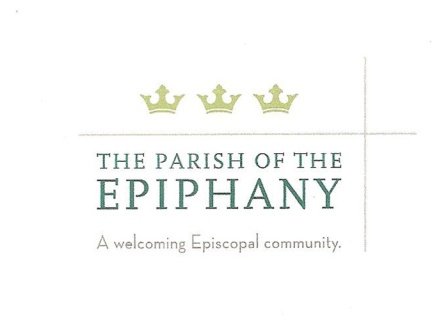 THE PARISH OF THE
EPIPHANY
A welcoming Episcopal community.